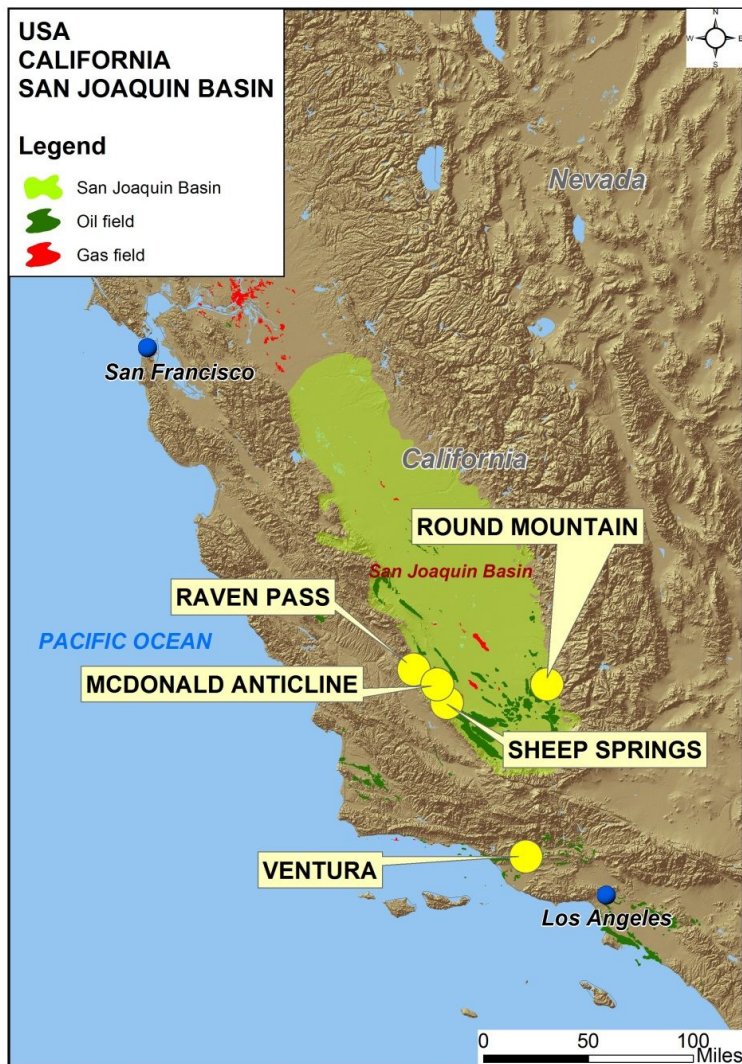 USA
CALIFORNIA
SAN JOAQUIN BASIN
Legend
San Joaquin Basin
Oil field
Gas field
N
W
E
S
Nevada
San Francisco
California
ROUND MOUNTAIN
San Joaquin Basin
RAVEN PASS
PACIFIC OCEAN
MCDONALD ANTICLINE
SHEEP SPRINGS
VENTURA
Los Angeles
0 50 100
Miles